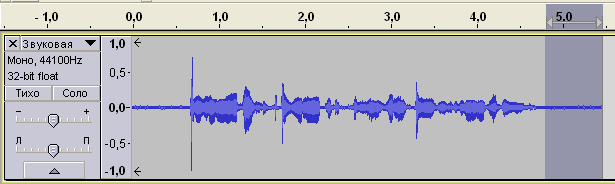 - 1,0 0,0 1,0 2,0 3,0 4,0 5,0
× Звуковая ▼ 1,0
Моно, 44100Hz 0,5
32-bit float
Тихо Соло 0,0
− +
-0,5
Л П
-1,0